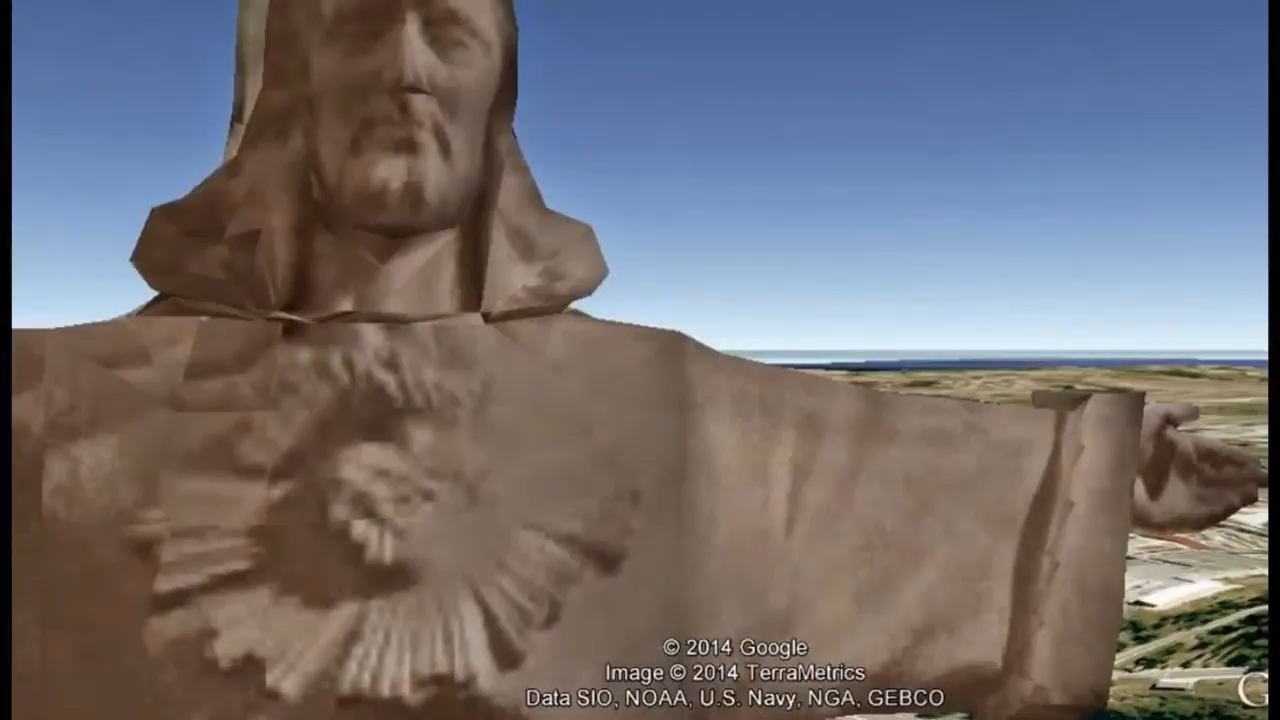 © 2014 Google
Image © 2014 TerraMetrics
Data SIO, NOAA, U.S. Navy, NGA, GEBCO
G